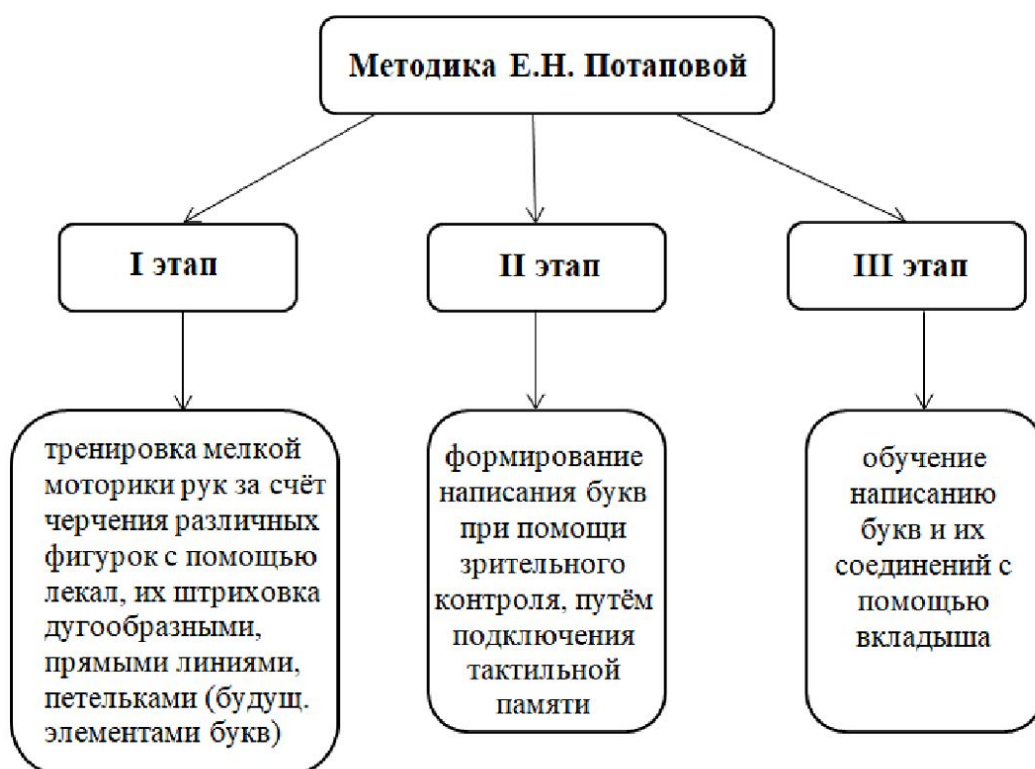 Методика Е.Н. Потаповой
I этап
II этап
III этап
тренировка мелкой
моторики рук за счёт
черчения различных
фигурок с помощью
лекал, их штриховка
дугообразными,
прямыми линиями,
петельками (будущ.
элементами букв)
формирование
написания букв
при помощи
зрительного
контроля, путём
подключения
тактильной
памяти
обучение
написанию
букв и их
соединений с
помощью
вкладыша